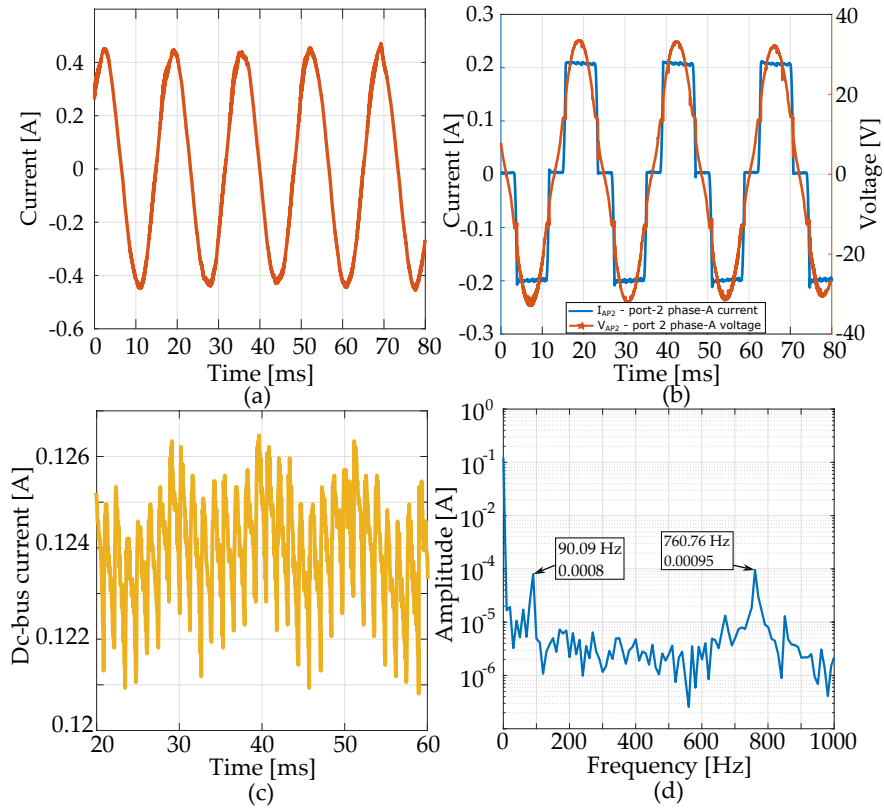 0.4
0.2
0
-0.2
-0.4
-0.6
Current [A]
0 10 20 30 40 50 60 70 80
Time [ms]
(a)
0.3
0.2
0.1
0
-0.1
-0.2
-0.3
Current [A]
40
20
0
-20
-40
Voltage [V]
I_AP2 - port-2 phase-A current
V_AP2 - port 2 phase-A voltage
0 10 20 30 40 50 60 70 80
Time [ms]
(b)
0.126
0.124
0.122
0.12
Dc-bus current [A]
20 30 40 50 60
Time [ms]
(c)
10^0
10^-1
10^-2
10^-3
10^-4
10^-5
10^-6
Amplitude [A]
90.09 Hz
0.0008
760.76 Hz
0.00095
0 200 400 600 800 1000
Frequency [Hz]
(d)